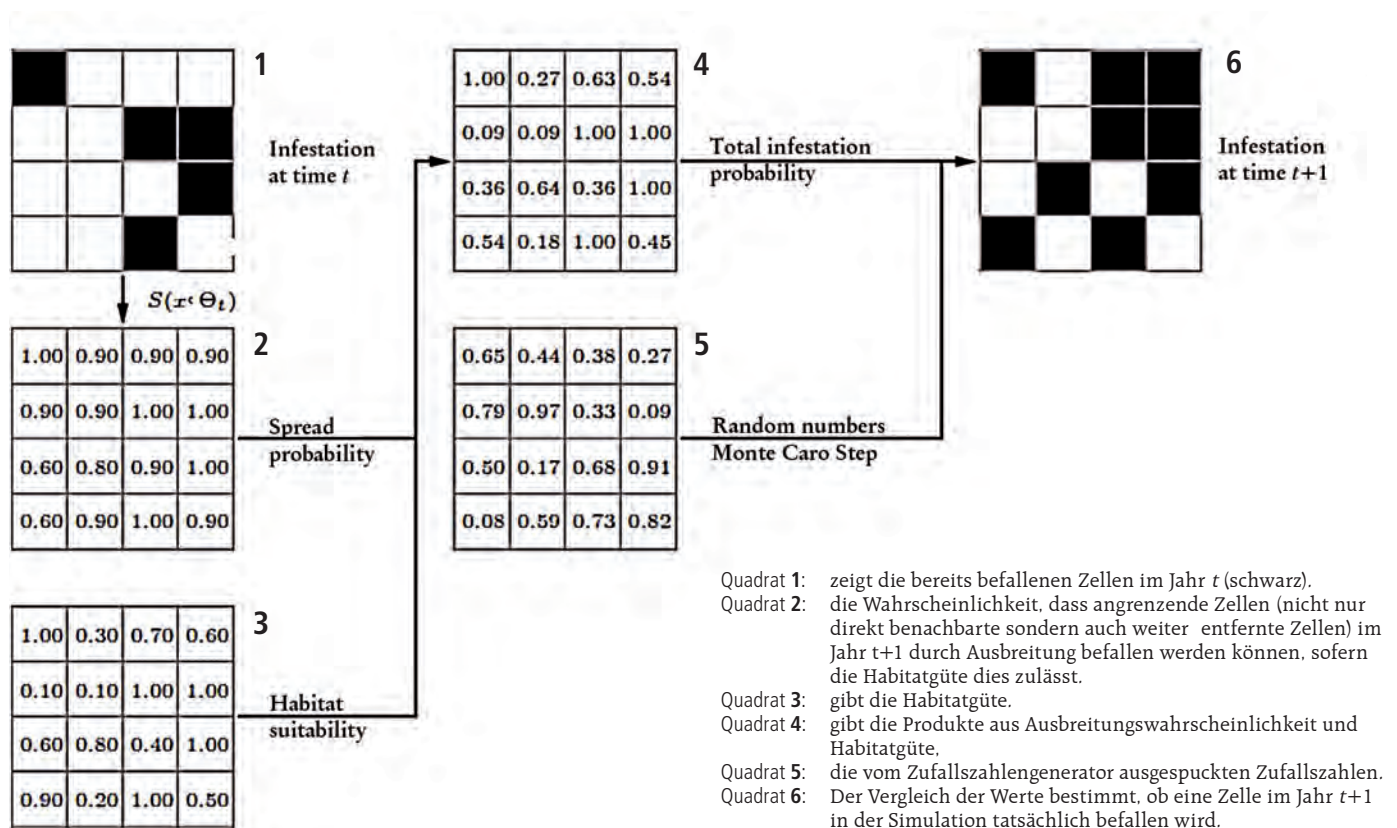 1
Infestation
at time t
S(x‹ Θt)
2
1.00 0.90 0.90 0.90
0.90 0.90 1.00 1.00
0.60 0.80 0.90 1.00
0.60 0.90 1.00 0.90
Spread
probability
3
1.00 0.30 0.70 0.60
0.10 0.10 1.00 1.00
0.60 0.80 0.40 1.00
0.90 0.20 1.00 0.50
Habitat
suitability
4
1.00 0.27 0.63 0.54
0.09 0.09 1.00 1.00
0.36 0.64 0.36 1.00
0.54 0.18 1.00 0.45
Total infestation
probability
5
0.65 0.44 0.38 0.27
0.79 0.97 0.33 0.09
0.50 0.17 0.68 0.91
0.08 0.59 0.73 0.82
Random numbers
Monte Caro Step
6
Infestation
at time t+1
Quadrat 1: zeigt die bereits befallenen Zellen im Jahr t (schwarz).
Quadrat 2: die Wahrscheinlichkeit, dass angrenzende Zellen (nicht nur
direkt benachbarte sondern auch weiter entfernte Zellen) im
Jahr t+1 durch Ausbreitung befallen werden können, sofern
die Habitatgüte dies zulässt.
Quadrat 3: gibt die Habitatgüte.
Quadrat 4: gibt die Produkte aus Ausbreitungswahrscheinlichkeit und
Habitatgüte,
Quadrat 5: die vom Zufallszahlengenerator ausgespuckten Zufallszahlen.
Quadrat 6: Der Vergleich der Werte bestimmt, ob eine Zelle im Jahr t+1
in der Simulation tatsächlich befallen wird.